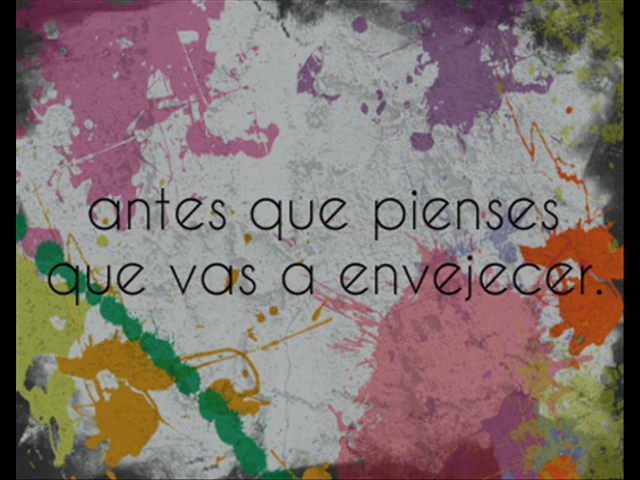 antes que pienses
que vas a envejecer.